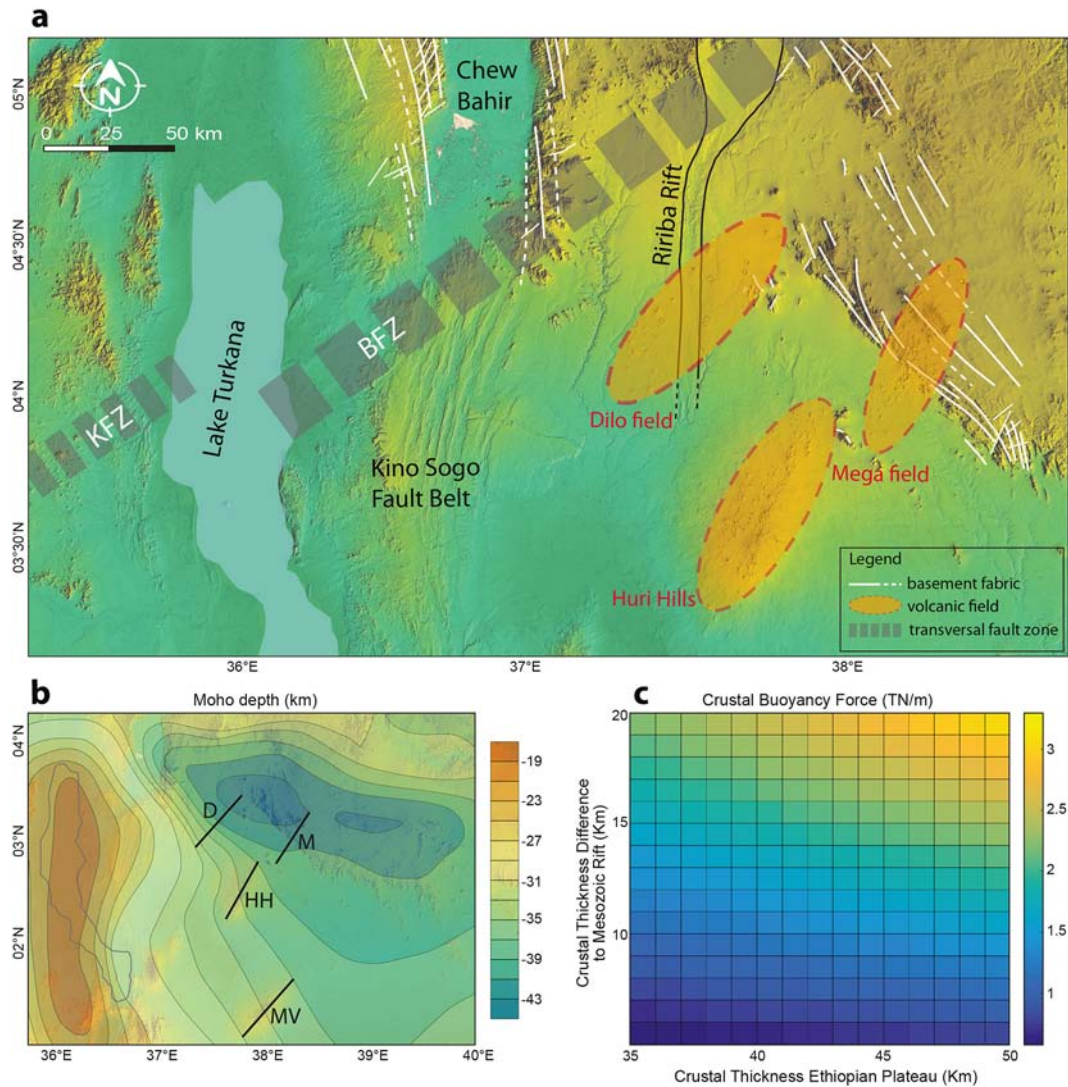 a
05°N
04°30'N
04°N
03°30'N
N
0 25 50 km
Chew
Bahir
Ririba Rift
BFZ
KFZ
Lake Turkana
Kino Sogo
Fault Belt
Dilo field
Mega field
Huri Hills
Legend
basement fabric
volcanic field
transversal fault zone
36°E 37°E 38°E
b
Moho depth (km)
04°N
03°N
02°N
D
M
HH
MV
-19
-23
-27
-31
-35
-39
-43
36°E 37°E 38°E 39°E 40°E
c
Crustal Buoyancy Force (TN/m)
Crustal Thickness Difference
to Mesozoic Rift (Km)
20
15
10
3
2.5
2
1.5
1
35 40 45 50
Crustal Thickness Ethiopian Plateau (Km)